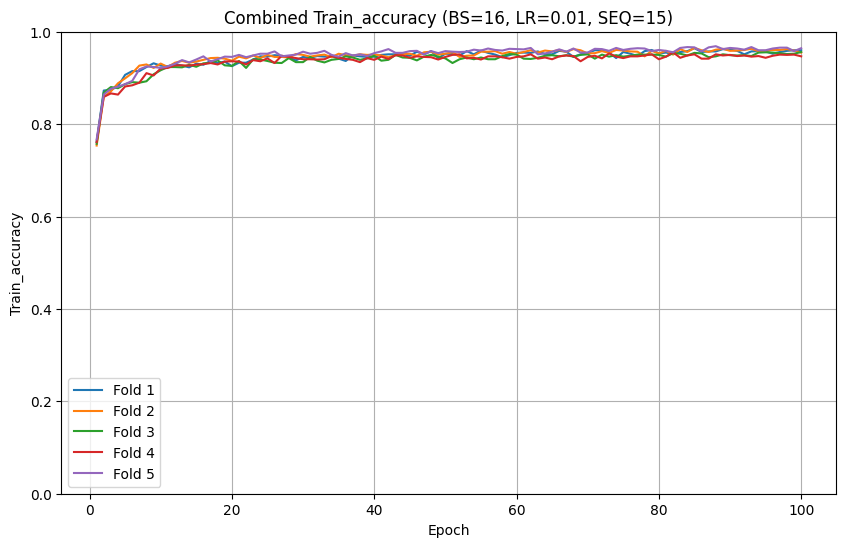 Combined Train_accuracy (BS=16, LR=0.01, SEQ=15)
Train_accuracy
1.0
0.8
0.6
0.4
0.2
0.0
Fold 1
Fold 2
Fold 3
Fold 4
Fold 5
0
20
40
60
80
100
Epoch